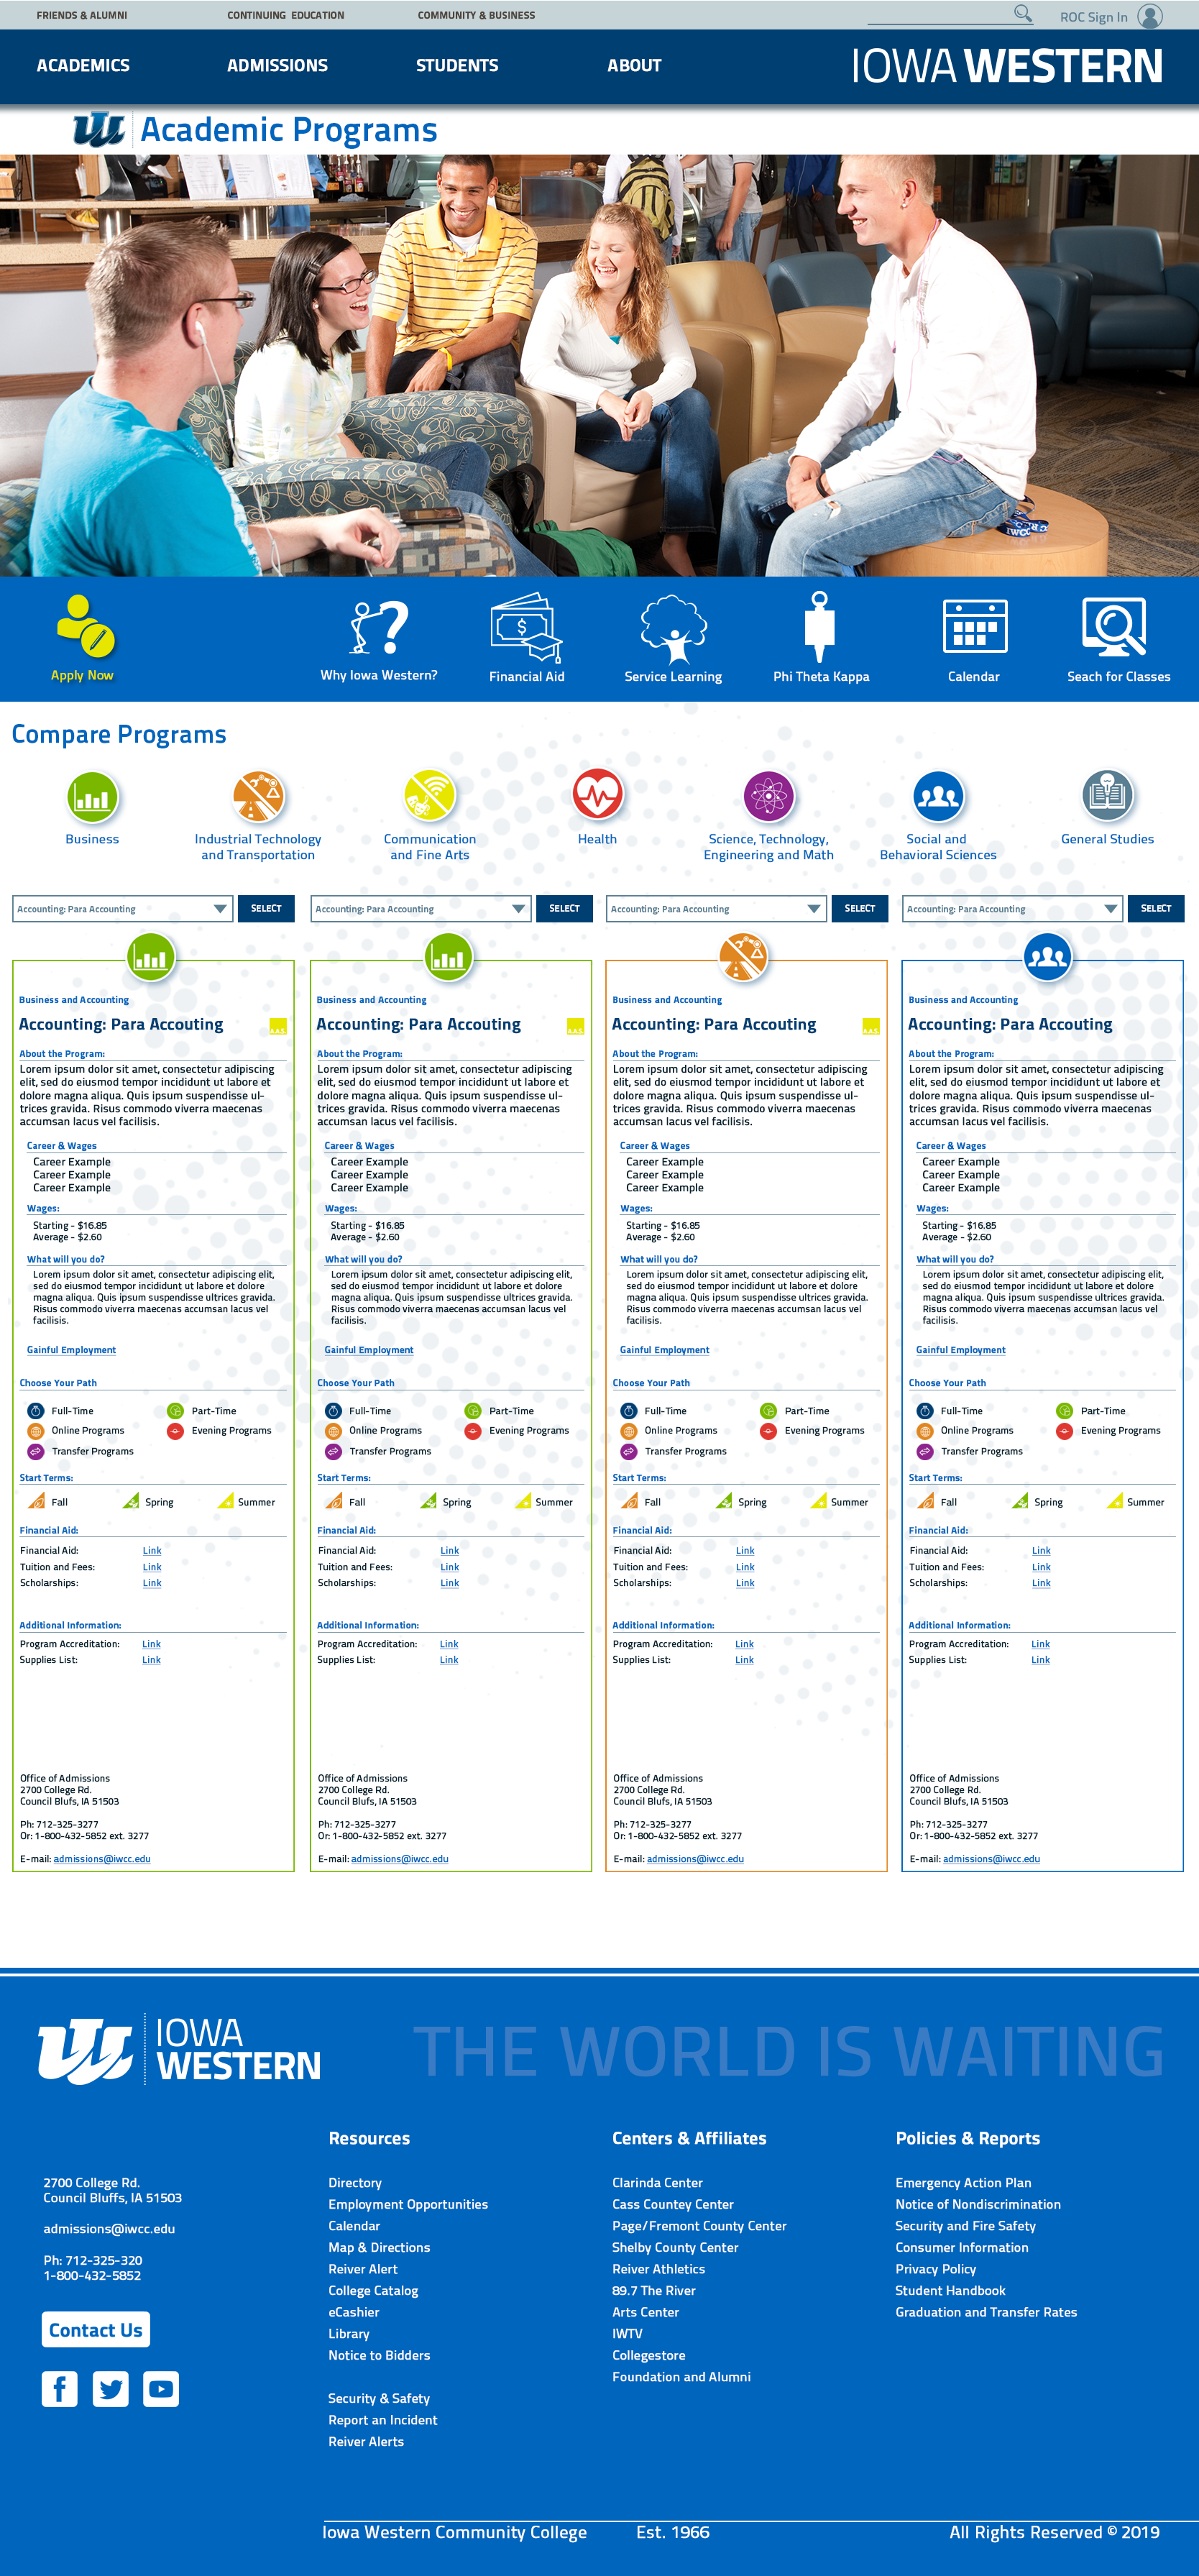 FRIENDS & ALUMNI
CONTINUING EDUCATION
COMMUNITY & BUSINESS
ROC Sign In
ACADEMICS
ADMISSIONS
STUDENTS
ABOUT
IOWA WESTERN
Academic Programs
IWCC
Apply Now
Why Iowa Western?
Financial Aid
Service Learning
Phi Theta Kappa
Calendar
Seach for Classes
Compare Programs
Business
Industrial Technology
and Transportation
Communication
and Fine Arts
Health
Science, Technology,
Engineering and Math
Social and
Behavioral Sciences
General Studies
Accounting: Para Accounting
SELECT
Accounting: Para Accounting
SELECT
Accounting: Para Accounting
SELECT
Accounting: Para Accounting
SELECT
Business and Accounting
Accounting: Para Accouting
A.A.S.
About the Program:
Lorem ipsum dolor sit amet, consectetur adipiscing
elit, sed do eiusmod tempor incididunt ut labore et
dolore magna aliqua. Quis ipsum suspendisse ul-
trices gravida. Risus commodo viverra maecenas
accumsan lacus vel facilisis.
Career & Wages
Career Example
Career Example
Career Example
Wages:
Starting - $16.85
Average - $2.60
What will you do?
Lorem ipsum dolor sit amet, consectetur adipiscing elit,
sed do eiusmod tempor incididunt ut labore et dolore
magna aliqua. Quis ipsum suspendisse ultrices gravida.
Risus commodo viverra maecenas accumsan lacus vel
facilisis.
Gainful Employment
Choose Your Path
Full-Time
Part-Time
Online Programs
Evening Programs
Transfer Programs
Start Terms:
Fall
Spring
Summer
Financial Aid:
Financial Aid: Link
Tuition and Fees: Link
Scholarships: Link
Additional Information:
Program Accreditation: Link
Supplies List: Link
Office of Admissions
2700 College Rd.
Council Blufs, IA 51503
Ph: 712-325-3277
Or: 1-800-432-5852 ext. 3277
E-mail: admissions@iwcc.edu
Business and Accounting
Accounting: Para Accouting
A.A.S.
About the Program:
Lorem ipsum dolor sit amet, consectetur adipiscing
elit, sed do eiusmod tempor incididunt ut labore et
dolore magna aliqua. Quis ipsum suspendisse ul-
trices gravida. Risus commodo viverra maecenas
accumsan lacus vel facilisis.
Career & Wages
Career Example
Career Example
Career Example
Wages:
Starting - $16.85
Average - $2.60
What will you do?
Lorem ipsum dolor sit amet, consectetur adipiscing elit,
sed do eiusmod tempor incididunt ut labore et dolore
magna aliqua. Quis ipsum suspendisse ultrices gravida.
Risus commodo viverra maecenas accumsan lacus vel
facilisis.
Gainful Employment
Choose Your Path
Full-Time
Part-Time
Online Programs
Evening Programs
Transfer Programs
Start Terms:
Fall
Spring
Summer
Financial Aid:
Financial Aid: Link
Tuition and Fees: Link
Scholarships: Link
Additional Information:
Program Accreditation: Link
Supplies List: Link
Office of Admissions
2700 College Rd.
Council Blufs, IA 51503
Ph: 712-325-3277
Or: 1-800-432-5852 ext. 3277
E-mail: admissions@iwcc.edu
Business and Accounting
Accounting: Para Accouting
A.A.S.
About the Program:
Lorem ipsum dolor sit amet, consectetur adipiscing
elit, sed do eiusmod tempor incididunt ut labore et
dolore magna aliqua. Quis ipsum suspendisse ul-
trices gravida. Risus commodo viverra maecenas
accumsan lacus vel facilisis.
Career & Wages
Career Example
Career Example
Career Example
Wages:
Starting - $16.85
Average - $2.60
What will you do?
Lorem ipsum dolor sit amet, consectetur adipiscing elit,
sed do eiusmod tempor incididunt ut labore et dolore
magna aliqua. Quis ipsum suspendisse ultrices gravida.
Risus commodo viverra maecenas accumsan lacus vel
facilisis.
Gainful Employment
Choose Your Path
Full-Time
Part-Time
Online Programs
Evening Programs
Transfer Programs
Start Terms:
Fall
Spring
Summer
Financial Aid:
Financial Aid: Link
Tuition and Fees: Link
Scholarships: Link
Additional Information:
Program Accreditation: Link
Supplies List: Link
Office of Admissions
2700 College Rd.
Council Blufs, IA 51503
Ph: 712-325-3277
Or: 1-800-432-5852 ext. 3277
E-mail: admissions@iwcc.edu
Business and Accounting
Accounting: Para Accouting
About the Program:
Lorem ipsum dolor sit amet, consectetur adipiscing
elit, sed do eiusmod tempor incididunt ut labore et
dolore magna aliqua. Quis ipsum suspendisse ul-
trices gravida. Risus commodo viverra maecenas
accumsan lacus vel facilisis.
Career & Wages
Career Example
Career Example
Career Example
Wages:
Starting - $16.85
Average - $2.60
What will you do?
Lorem ipsum dolor sit amet, consectetur adipiscing elit,
sed do eiusmod tempor incididunt ut labore et dolore
magna aliqua. Quis ipsum suspendisse ultrices gravida.
Risus commodo viverra maecenas accumsan lacus vel
facilisis.
Gainful Employment
Choose Your Path
Full-Time
Part-Time
Online Programs
Evening Programs
Transfer Programs
Start Terms:
Fall
Spring
Summer
Financial Aid:
Financial Aid: Link
Tuition and Fees: Link
Scholarships: Link
Additional Information:
Program Accreditation: Link
Supplies List: Link
Office of Admissions
2700 College Rd.
Council Blufs, IA 51503
Ph: 712-325-3277
Or: 1-800-432-5852 ext. 3277
E-mail: admissions@iwcc.edu
IOWA
WESTERN
THE WORLD IS WAITING
2700 College Rd.
Council Bluffs, IA 51503
admissions@iwcc.edu
Ph: 712-325-320
1-800-432-5852
Contact Us
Resources
Directory
Employment Opportunities
Calendar
Map & Directions
Reiver Alert
College Catalog
eCashier
Library
Notice to Bidders
Security & Safety
Report an Incident
Reiver Alerts
Centers & Affiliates
Clarinda Center
Cass Countey Center
Page/Fremont County Center
Shelby County Center
Reiver Athletics
89.7 The River
Arts Center
IWTV
Collegestore
Foundation and Alumni
Policies & Reports
Emergency Action Plan
Notice of Nondiscrimination
Security and Fire Safety
Consumer Information
Privacy Policy
Student Handbook
Graduation and Transfer Rates
Iowa Western Community College
Est. 1966
All Rights Reserved © 2019